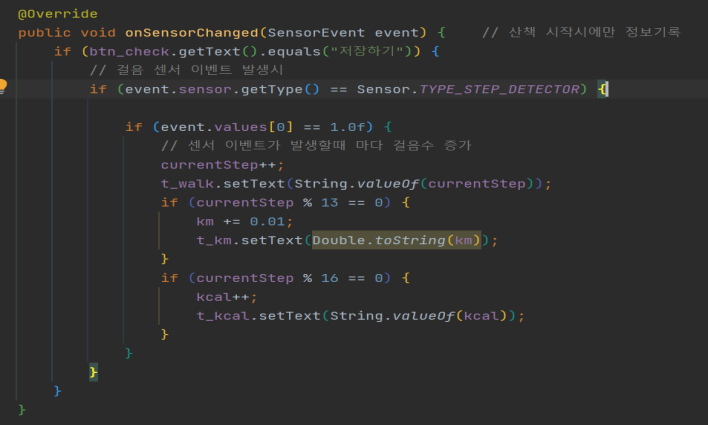 @Override
public void onSensorChanged(SensorEvent event) {    // 산책 시작시에만 정보기록
    if (btn_check.getText().equals("저장하기")) {
        // 걸음 센서 이벤트 발생시
        if (event.sensor.getType() == Sensor.TYPE_STEP_DETECTOR) {

            if (event.values[0] == 1.0f) {
                // 센서 이벤트가 발생할때 마다 걸음수 증가
                currentStep++;
                t_walk.setText(String.valueOf(currentStep));
                if (currentStep % 13 == 0) {
                    km += 0.01;
                    t_km.setText(Double.toString(km));
                }
                if (currentStep % 16 == 0) {
                    kcal++;
                    t_kcal.setText(String.valueOf(kcal));
                }
            }
        }
    }
}